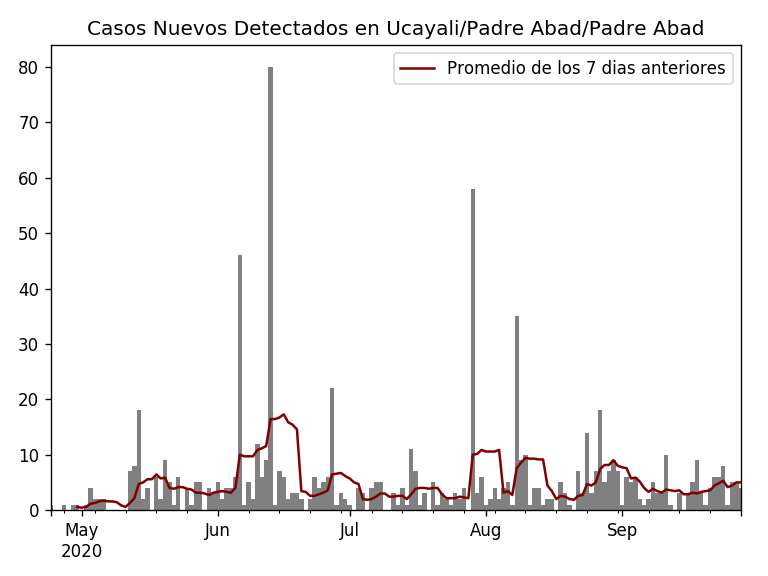 Casos Nuevos Detectados en Ucayali/Padre Abad/Padre Abad
Promedio de los 7 dias anteriores
80
70
60
50
40
30
20
10
0
May
2020
Jun
Jul
Aug
Sep